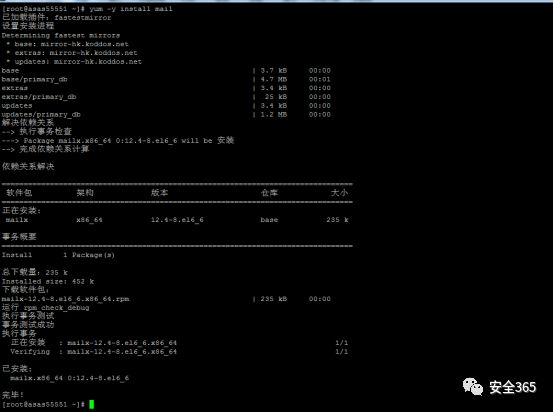 [root@asas55551 ~]# yum -y install mail
已加载插件：fastestmirror
设置安装进程
Determining fastest mirrors
 * base: mirror-hk.koddos.net
 * extras: mirror-hk.koddos.net
 * updates: mirror-hk.koddos.net
base | 3.7 kB 00:00
base/primary_db | 4.7 MB 00:01
extras | 3.4 kB 00:00
extras/primary_db | 26 kB 00:00
updates | 3.4 kB 00:00
updates/primary_db | 1.2 MB 00:00
解决依赖关系
--> 执行事务检查
---> Package mailx.x86_64 0:12.4-8.el6_6 will be 安装
--> 完成依赖关系计算
依赖关系解决
================================================================================
软件包 架构 版本 仓库 大小
================================================================================
正在安装:
mailx x86_64 12.4-8.el6_6 base 235 k
事务概要
================================================================================
Install 1 Package(s)
总下载量：235 k
Installed size: 452 k
下载软件包：
mailx-12.4-8.el6_6.x86_64.rpm | 235 kB 00:00
运行 rpm_check_debug
执行事务测试
事务测试成功
执行事务
正在安装 : mailx-12.4-8.el6_6.x86_64 1/1
Verifying : mailx-12.4-8.el6_6.x86_64 1/1
已安装:
mailx.x86_64 0:12.4-8.el6_6
完毕！
[root@asas55551 ~]#
安全365